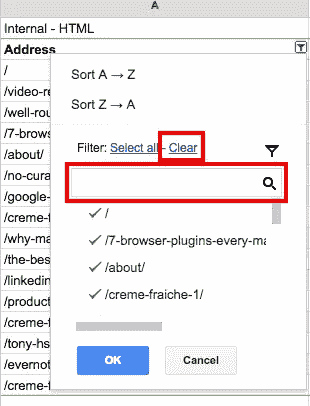 A
Internal - HTML
Address
/
/video-re
/well-rou
/7-brows
/about/
/no-cura
/google-
/creme-f
/why-ma
/the-bes
/linkedin
/product
/creme-f
/tony-hs
/evernot
/creme-f
Sort A → Z
Sort Z → A
Filter: Select all - Clear
/
/7-browser-plugins-every-ma
/about/
/creme-fraiche-1/
OK Cancel